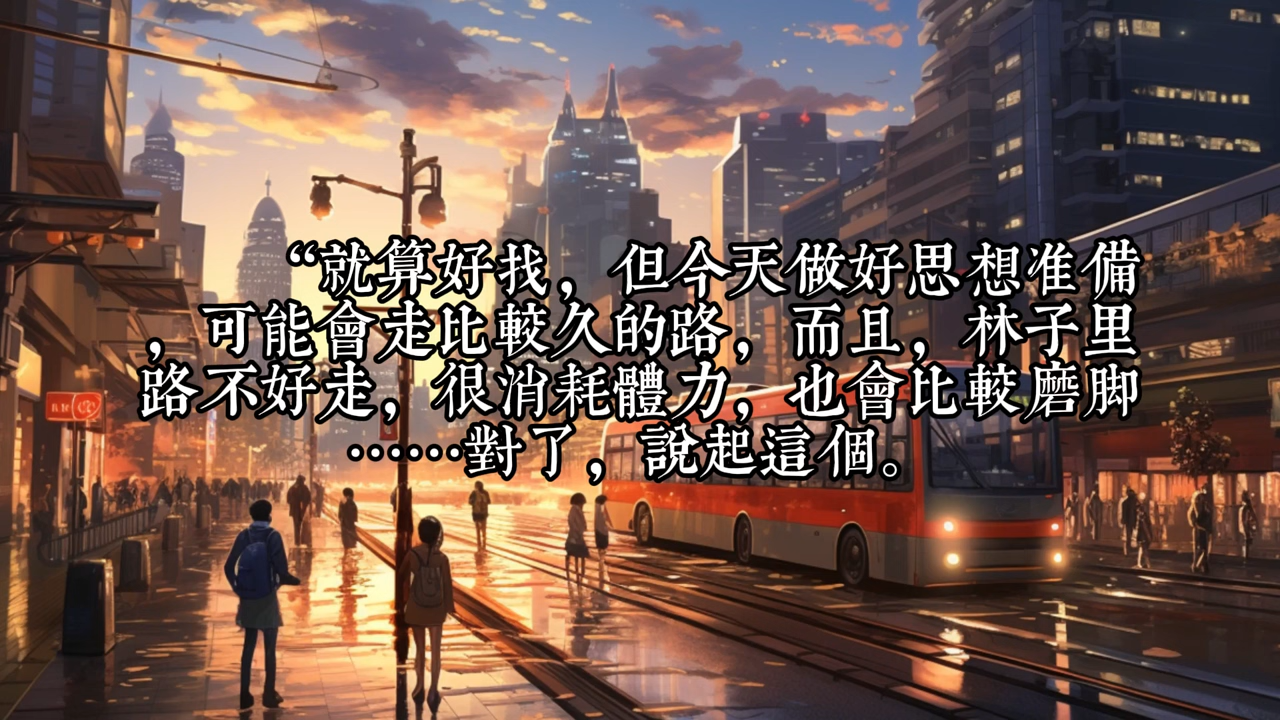 “就算好找，但今天做好思想准備
，可能會走比較久的路，而且，林子里
路不好走，很消耗體力，也會比較磨脚
……對了，説起這個。